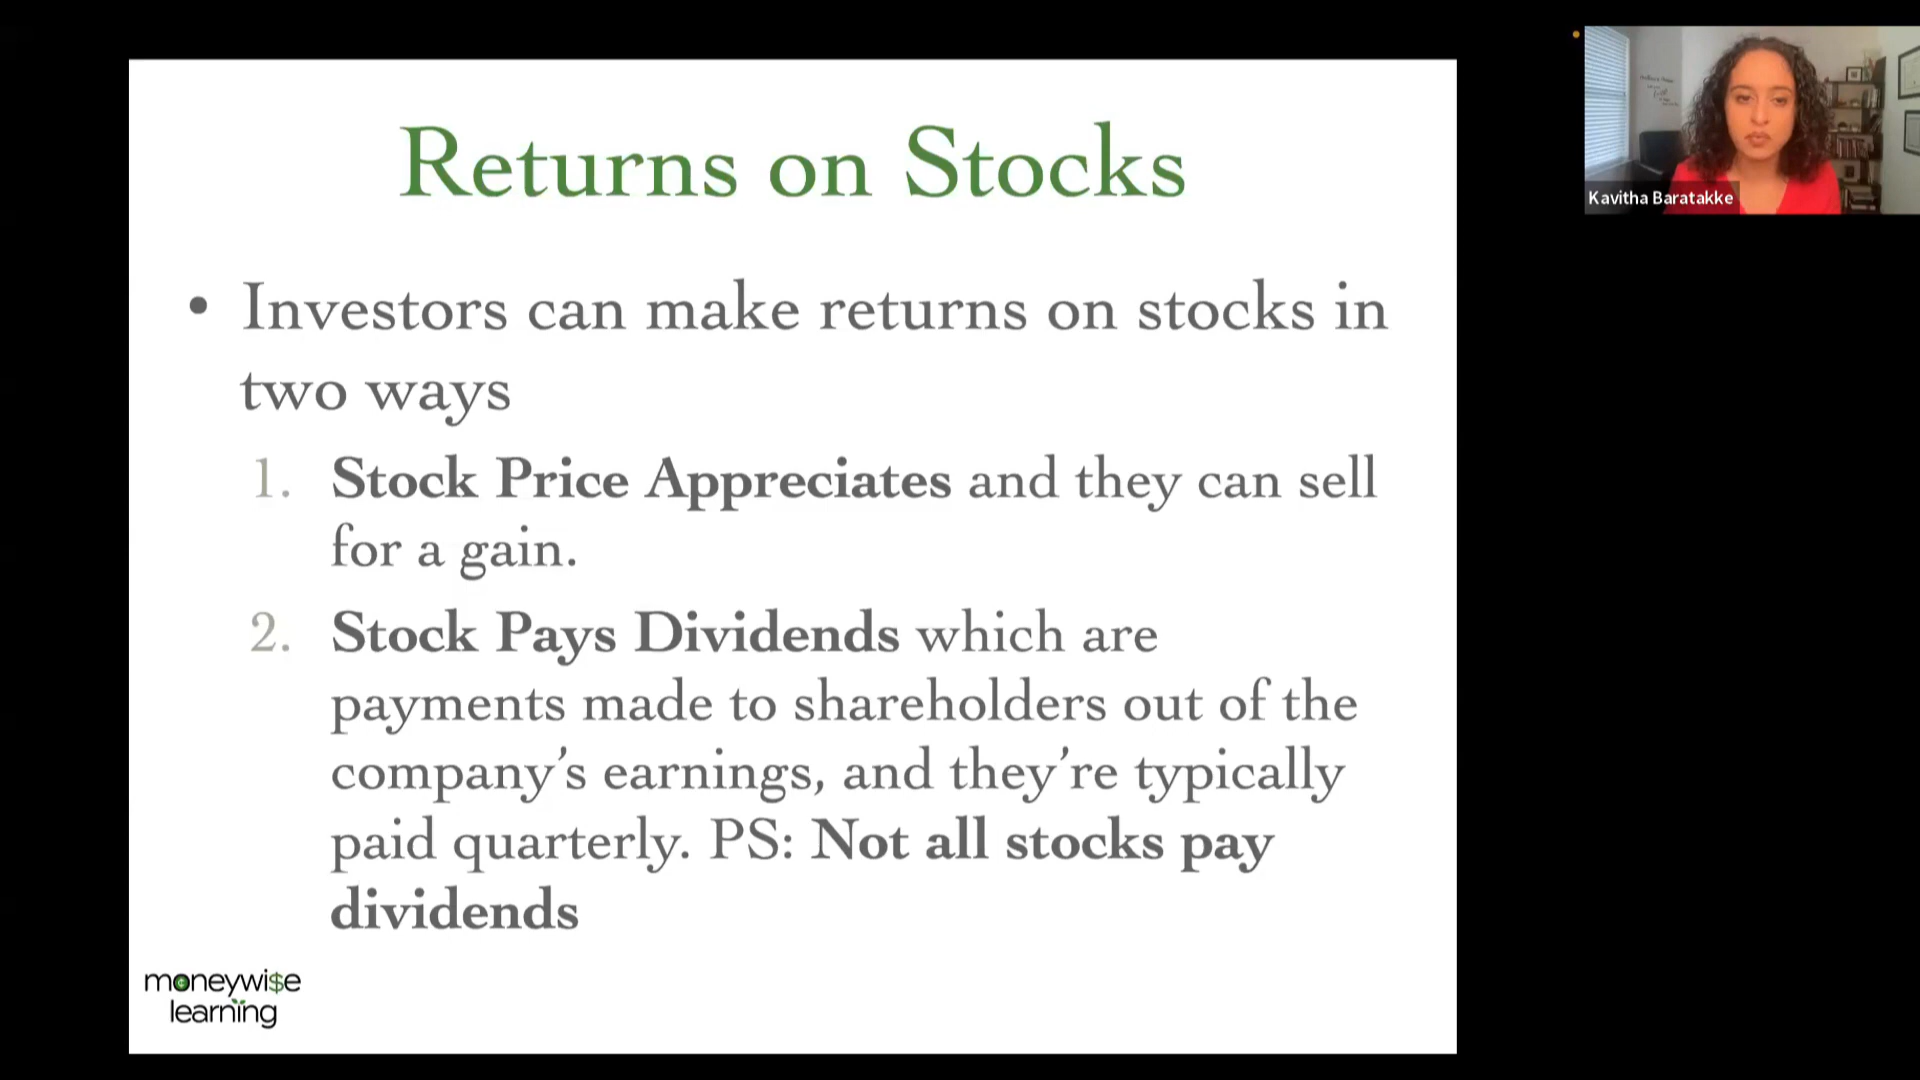 Returns on Stocks
• Investors can make returns on stocks in
two ways
1. Stock Price Appreciates and they can sell
for a gain.
2. Stock Pays Dividends which are
payments made to shareholders out of the
company’s earnings, and they’re typically
paid quarterly. PS: Not all stocks pay
dividends
moneywi$e
learning
Kavitha Baratakke